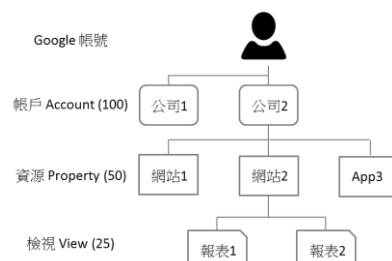 Google 帳號
帳戶 Account (100)
公司1
公司2
資源 Property (50)
網站1
網站2
App3
檢視 View (25)
報表1
報表2